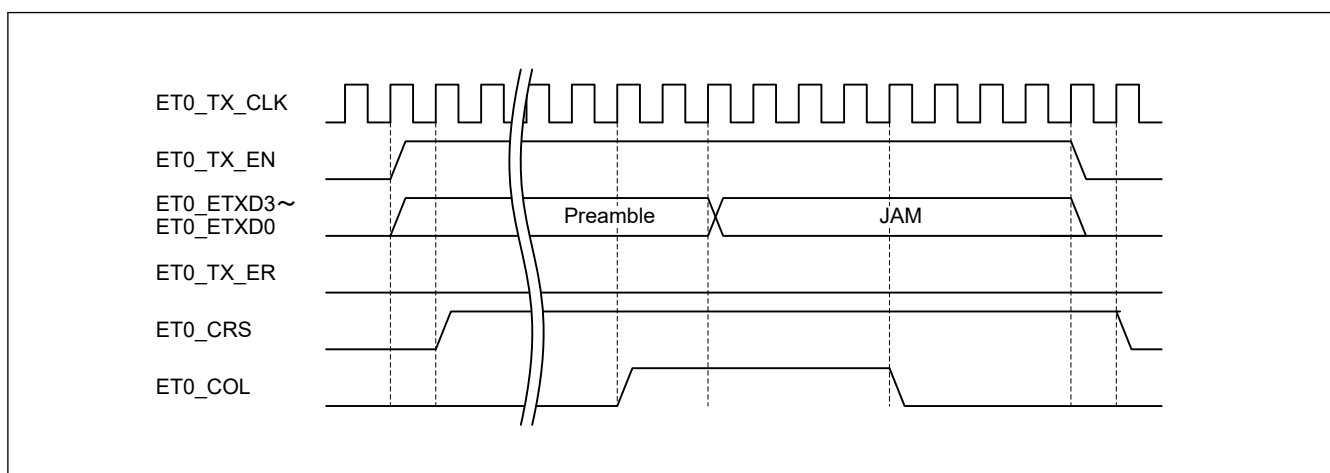 ET0_TX_CLK
ET0_TX_EN
ET0_ETXD3～
ET0_ETXD0
Preamble
JAM
ET0_TX_ER
ET0_CRS
ET0_COL